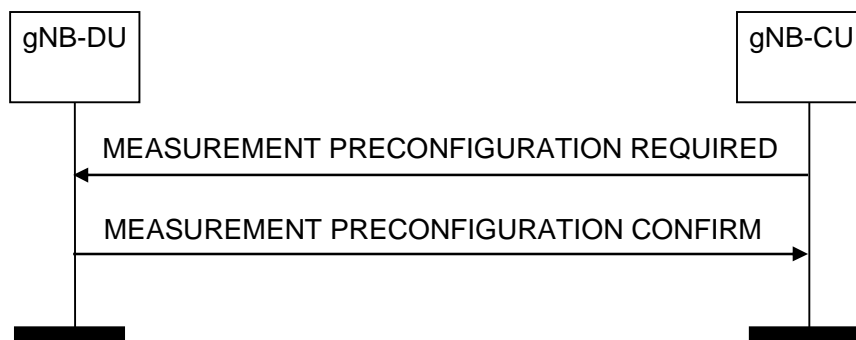 gNB-DU
gNB-CU
MEASUREMENT PRECONFIGURATION REQUIRED
MEASUREMENT PRECONFIGURATION CONFIRM